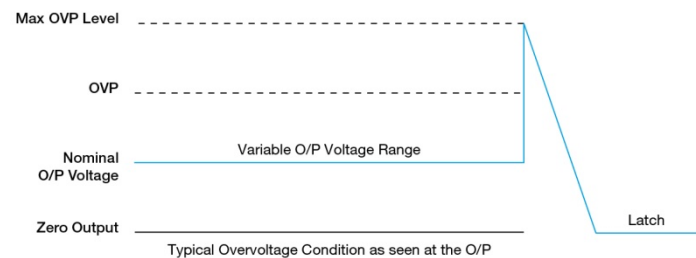 Max OVP Level
OVP
Variable O/P Voltage Range
Nominal
O/P Voltage
Zero Output
Latch
Typical Overvoltage Condition as seen at the O/P